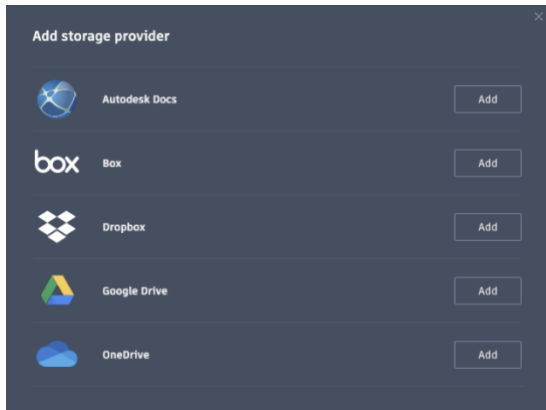 Add storage provider
Autodesk Docs Add
box Box Add
Dropbox Add
Google Drive Add
OneDrive Add